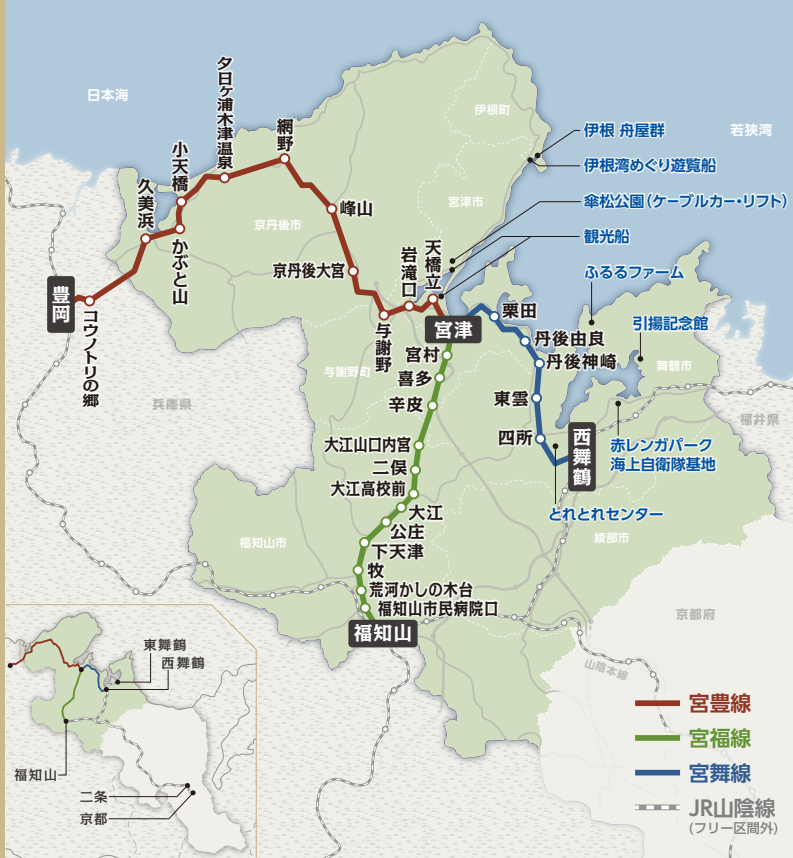 日本海
若狭湾
伊根町
宮津市
京丹後市
与謝野町
兵庫県
福知山市
舞鶴市
福井県
綾部市
京都府
山陰本線
伊根 舟屋群
伊根湾めぐり遊覧船
傘松公園(ケーブルカー・リフト)
観光船
ふるるファーム
引揚記念館
赤レンガパーク
海上自衛隊基地
とれとれセンター
豊岡
コウノトリの郷
久美浜
かぶと山
小天橋
夕日ヶ浦木津温泉
網野
峰山
京丹後大宮
与謝野
岩滝口
天橋立
宮津
栗田
丹後由良
丹後神崎
東雲
四所
西舞鶴
宮村
喜多
辛皮
大江山口内宮
二俣
大江高校前
大江
公庄
下天津
牧
荒河かしの木台
福知山市民病院口
福知山
東舞鶴
西舞鶴
福知山
二条
京都
宮豊線
宮福線
宮舞線
JR山陰線
(フリー区間外)